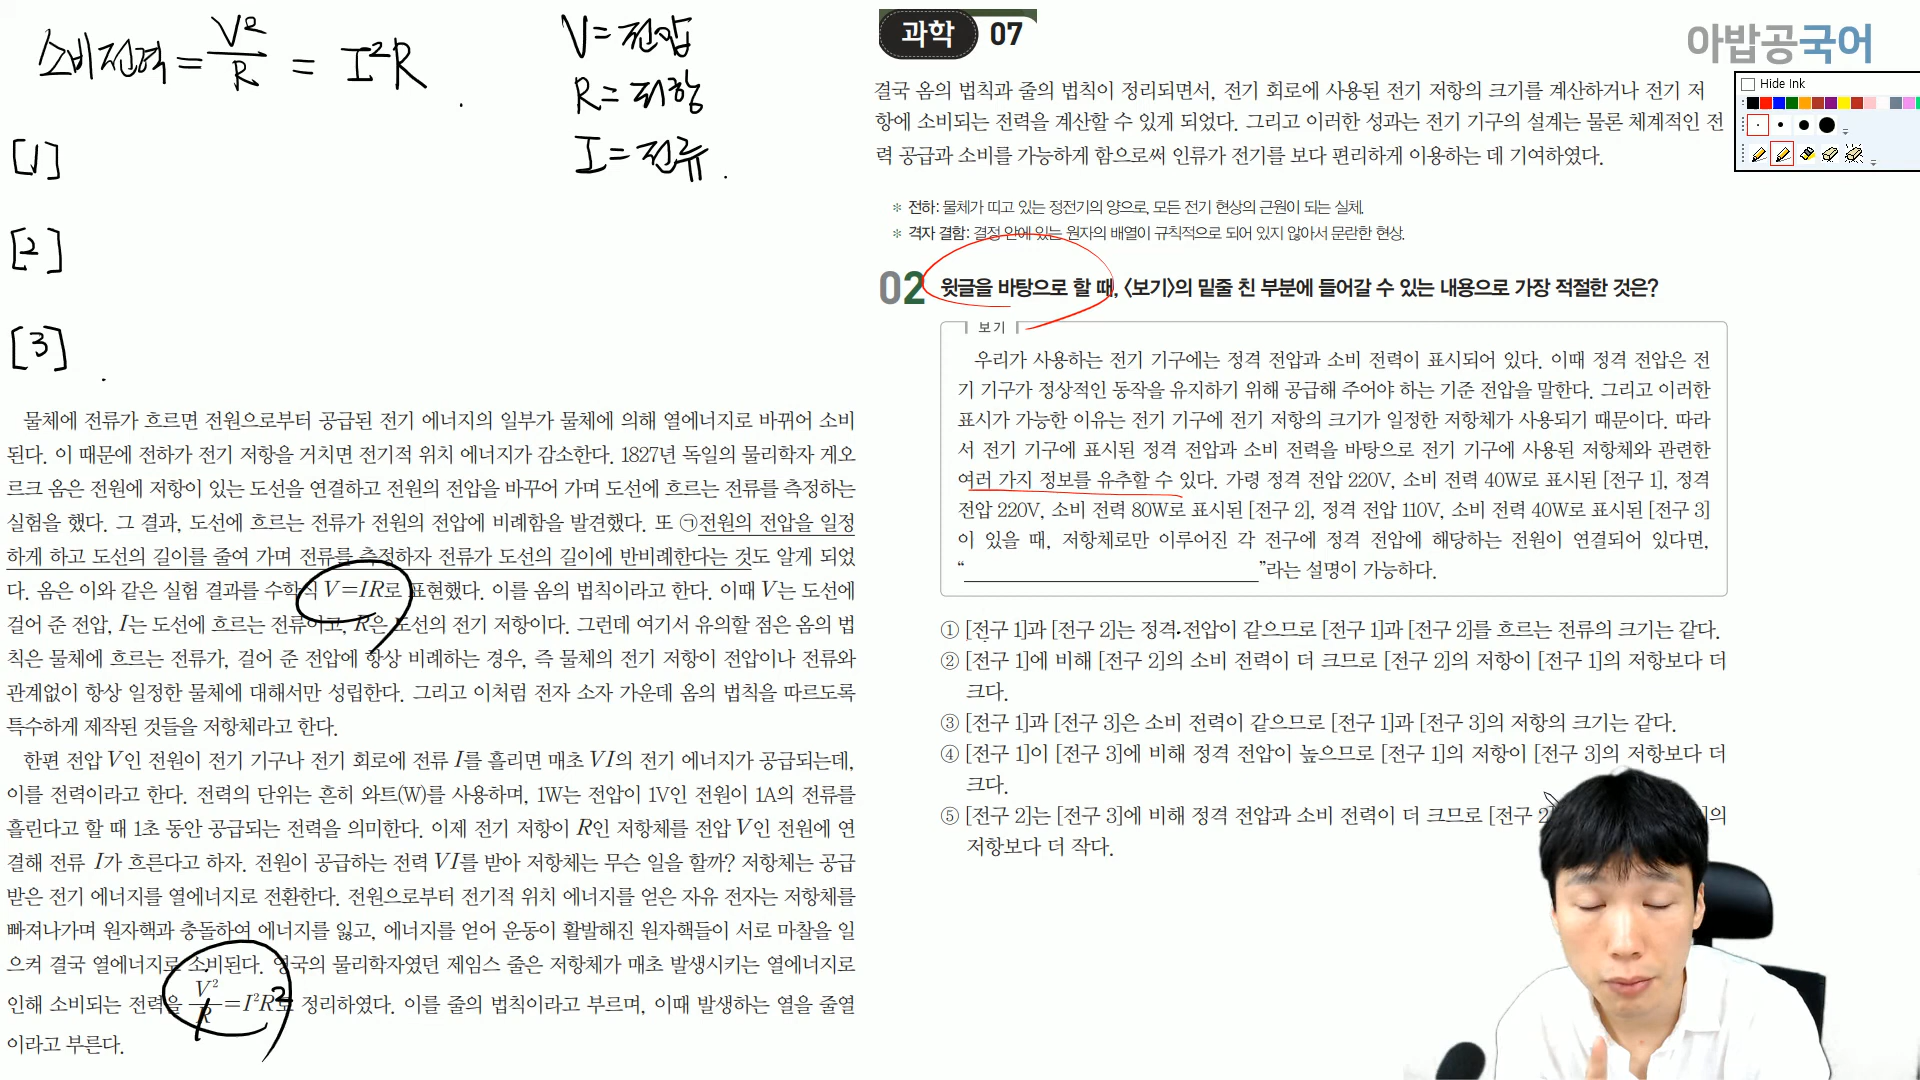 소비전력 = V²/R = I²R
V = 전압
R = 저항
I = 전류
[1]
[2]
[3]
물체에 전류가 흐르면 전원으로부터 공급된 전기 에너지의 일부가 물체에 의해 열에너지로 바뀌어 소비
된다. 이 때문에 전하가 전기 저항을 거치면 전기적 위치 에너지가 감소한다. 1827년 독일의 물리학자 게오
르크 옴은 전원에 저항이 있는 도선을 연결하고 전원의 전압을 바꾸어 가며 도선에 흐르는 전류를 측정하는
실험을 했다. 그 결과, 도선에 흐르는 전류가 전원의 전압에 비례함을 발견했다. 또 ㉠전원의 전압을 일정
하게 하고 도선의 길이를 줄여 가며 전류를 측정하자 전류가 도선의 길이에 반비례한다는 것도 알게 되었
다. 옴은 이와 같은 실험 결과를 수학식 V=IR로 표현했다. 이를 옴의 법칙이라고 한다. 이때 V는 도선에
걸어 준 전압, I는 도선에 흐르는 전류이고, R은 도선의 전기 저항이다. 그런데 여기서 유의할 점은 옴의 법
칙은 물체에 흐르는 전류가, 걸어 준 전압에 항상 비례하는 경우, 즉 물체의 전기 저항이 전압이나 전류와
관계없이 항상 일정한 물체에 대해서만 성립한다. 그리고 이처럼 전자 소자 가운데 옴의 법칙을 따르도록
특수하게 제작된 것들을 저항체라고 한다.
한편 전압 V인 전원이 전기 기구나 전기 회로에 전류 I를 흘리면 매초 VI의 전기 에너지가 공급되는데,
이를 전력이라고 한다. 전력의 단위는 흔히 와트(W)를 사용하며, 1W는 전압이 1V인 전원이 1A의 전류를
흘린다고 할 때 1초 동안 공급되는 전력을 의미한다. 이제 전기 저항이 R인 저항체를 전압 V인 전원에 연
결해 전류 I가 흐른다고 하자. 전원이 공급하는 전력 VI를 받아 저항체는 무슨 일을 할까? 저항체는 공급
받은 전기 에너지를 열에너지로 전환한다. 전원으로부터 전기적 위치 에너지를 얻은 자유 전자는 저항체를
빠져나가며 원자핵과 충돌하여 에너지를 잃고, 에너지를 얻어 운동이 활발해진 원자핵들이 서로 마찰을 일
으켜 결국 열에너지로 소비된다. 영국의 물리학자였던 제임스 줄은 저항체가 매초 발생시키는 열에너지로
인해 소비되는 전력을 V²/R=I²R로 정리하였다. 이를 줄의 법칙이라고 부르며, 이때 발생하는 열을 줄열
이라고 부른다.
과학 07
아밥공국어
Hide Ink
결국 옴의 법칙과 줄의 법칙이 정리되면서, 전기 회로에 사용된 전기 저항의 크기를 계산하거나 전기 저
항에 소비되는 전력을 계산할 수 있게 되었다. 그리고 이러한 성과는 전기 기구의 설계는 물론 체계적인 전
력 공급과 소비를 가능하게 함으로써 인류가 전기를 보다 편리하게 이용하는 데 기여하였다.
* 전하: 물체가 띠고 있는 정전기의 양으로, 모든 전기 현상의 근원이 되는 실체.
* 격자 결함: 결정 안에 있는 원자의 배열이 규칙적으로 되어 있지 않아서 문란한 현상.
02 윗글을 바탕으로 할 때, 〈보기〉의 밑줄 친 부분에 들어갈 수 있는 내용으로 가장 적절한 것은?
보기
우리가 사용하는 전기 기구에는 정격 전압과 소비 전력이 표시되어 있다. 이때 정격 전압은 전
기 기구가 정상적인 동작을 유지하기 위해 공급해 주어야 하는 기준 전압을 말한다. 그리고 이러한
표시가 가능한 이유는 전기 기구에 전기 저항의 크기가 일정한 저항체가 사용되기 때문이다. 따라
서 전기 기구에 표시된 정격 전압과 소비 전력을 바탕으로 전기 기구에 사용된 저항체와 관련한
여러 가지 정보를 유추할 수 있다. 가령 정격 전압 220V, 소비 전력 40W로 표시된 [전구 1], 정격
전압 220V, 소비 전력 80W로 표시된 [전구 2], 정격 전압 110V, 소비 전력 40W로 표시된 [전구 3]
이 있을 때, 저항체로만 이루어진 각 전구에 정격 전압에 해당하는 전원이 연결되어 있다면,
“______”라는 설명이 가능하다.
① [전구 1]과 [전구 2]는 정격 전압이 같으므로 [전구 1]과 [전구 2]를 흐르는 전류의 크기는 같다.
② [전구 1]에 비해 [전구 2]의 소비 전력이 더 크므로 [전구 2]의 저항이 [전구 1]의 저항보다 더
크다.
③ [전구 1]과 [전구 3]은 소비 전력이 같으므로 [전구 1]과 [전구 3]의 저항의 크기는 같다.
④ [전구 1]이 [전구 3]에 비해 정격 전압이 높으므로 [전구 1]의 저항이 [전구 3]의 저항보다 더
크다.
⑤ [전구 2]는 [전구 3]에 비해 정격 전압과 소비 전력이 더 크므로 [전구 2 의
저항보다 더 작다.